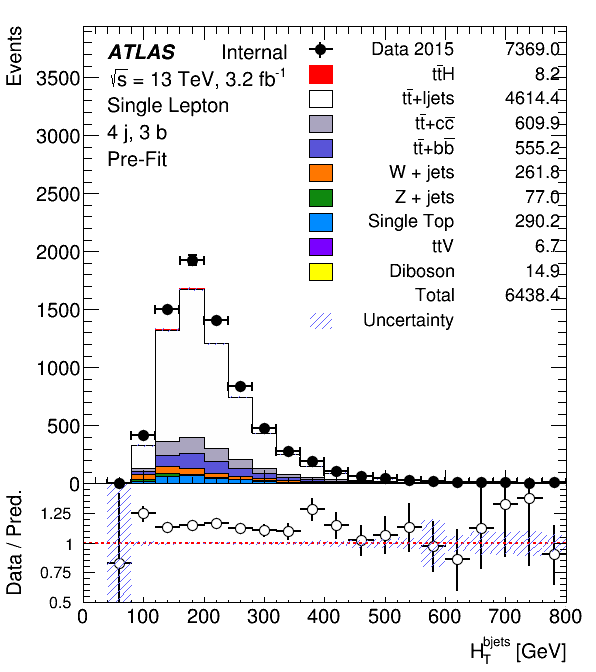 Events
ATLAS Internal
√s = 13 TeV, 3.2 fb⁻¹
Single Lepton
4 j, 3 b
Pre-Fit
Data 2015 7369.0
tt̄H 8.2
tt̄+ljets 4614.4
tt̄+cc̄ 609.9
tt̄+bb̄ 555.2
W + jets 261.8
Z + jets 77.0
Single Top 290.2
ttV 6.7
Diboson 14.9
Total 6438.4
Uncertainty
3500
3000
2500
2000
1500
1000
500
0
Data / Pred.
1.25
1
0.75
0.5
0 100 200 300 400 500 600 700 800
H_T^bjets [GeV]